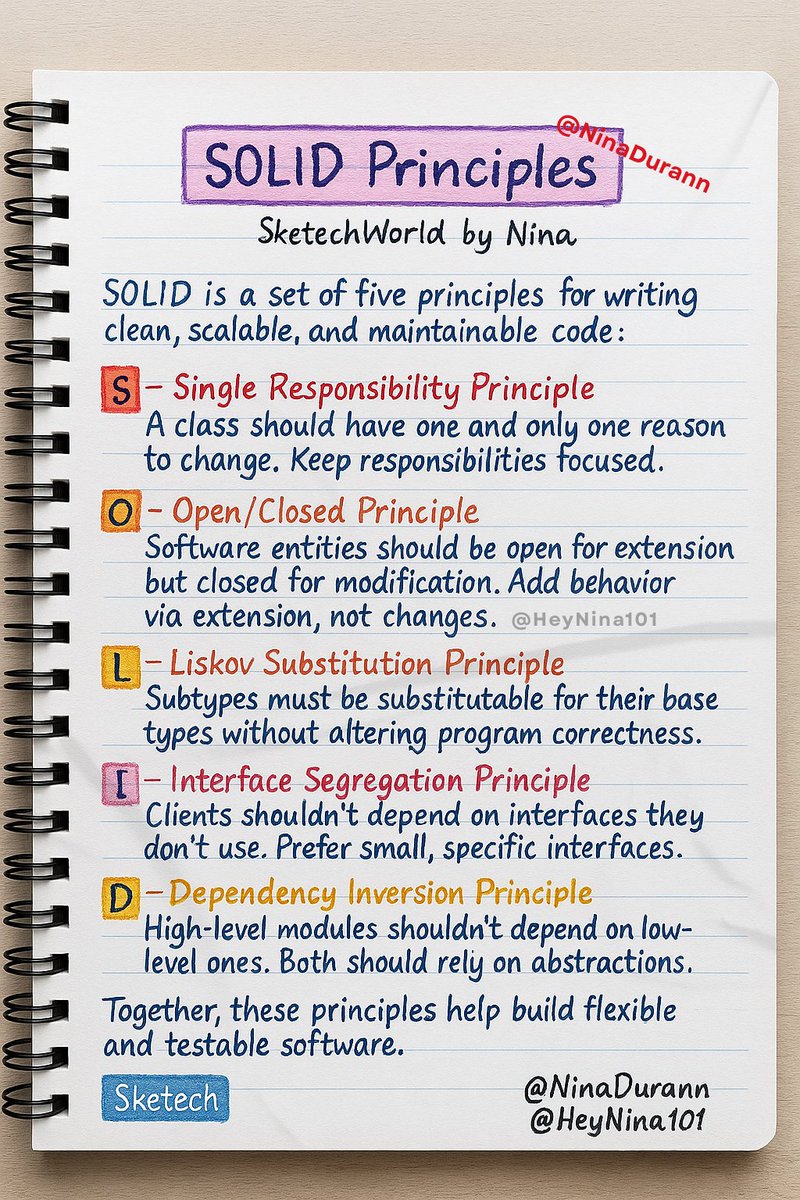 @NinaDurann
SOLID Principles
SketechWorld by Nina
SOLID is a set of five principles for writing
clean, scalable, and maintainable code:
S – Single Responsibility Principle
A class should have one and only one reason
to change. Keep responsibilities focused.
O – Open/Closed Principle
Software entities should be open for extension
but closed for modification. Add behavior
via extension, not changes. @HeyNina101
L – Liskov Substitution Principle
Subtypes must be substitutable for their base
types without altering program correctness.
I – Interface Segregation Principle
Clients shouldn't depend on interfaces they
don't use. Prefer small, specific interfaces.
D – Dependency Inversion Principle
High-level modules shouldn't depend on low-
level ones. Both should rely on abstractions.
Together, these principles help build flexible
and testable software.
Sketech
@NinaDurann
@HeyNina101